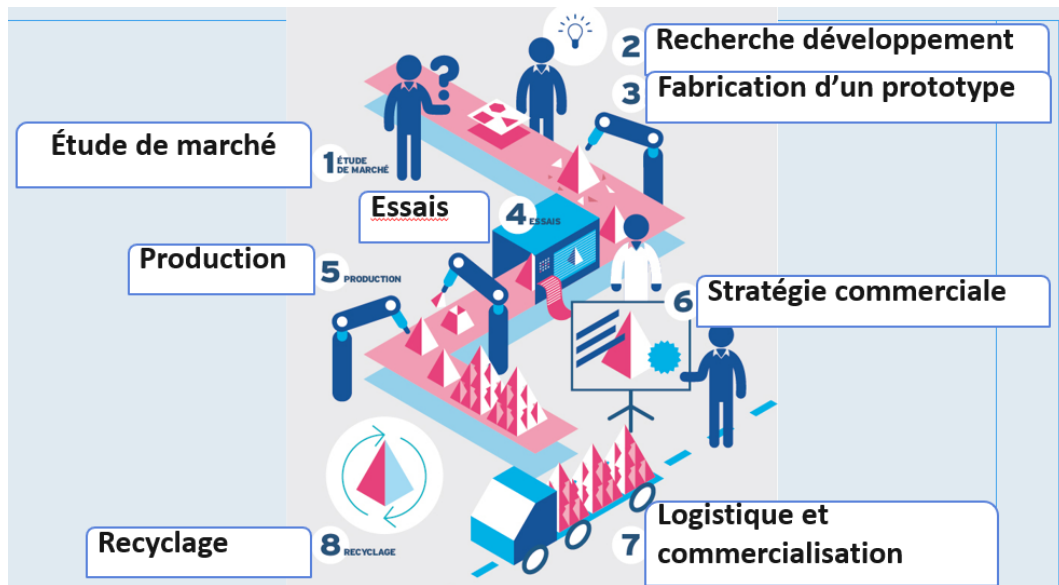 2 Recherche développement
3 Fabrication d’un prototype
?
Étude de marché
1 ÉTUDE
DE MARCHÉ
Essais
4 ESSAIS
Production
5 PRODUCTION
6 Stratégie commerciale
Recyclage
8 RECYCLAGE
7 Logistique et
commercialisation